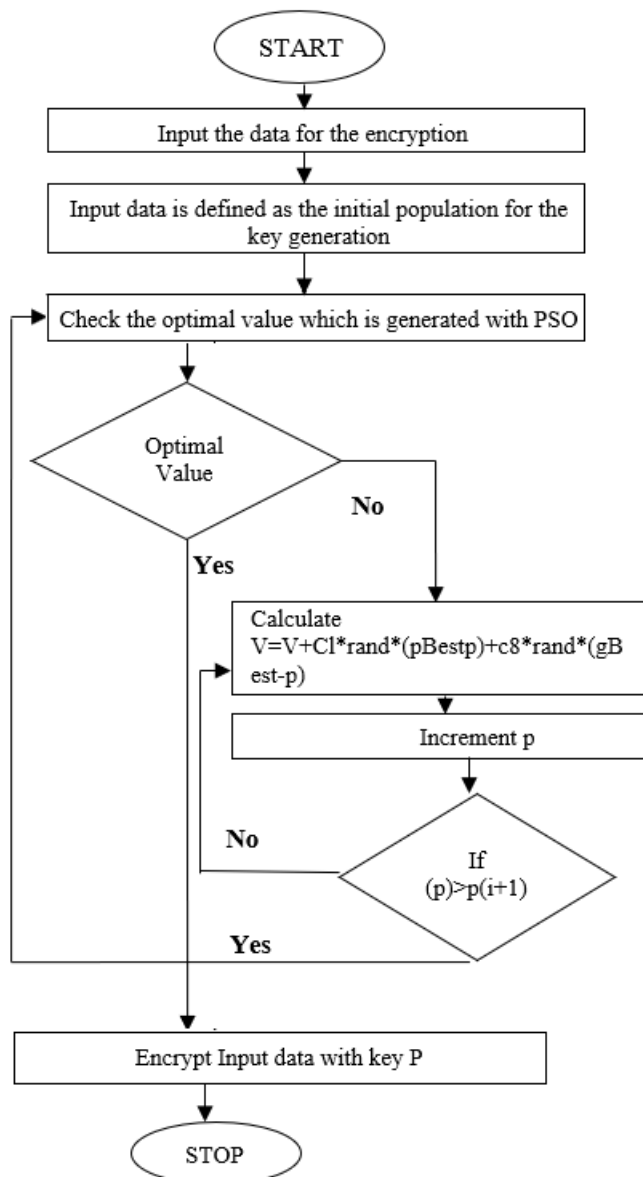 START
Input the data for the encryption
Input data is defined as the initial population for the
key generation
Check the optimal value which is generated with PSO
Optimal
Value
No
Yes
Calculate
V=V+Cl*rand*(pBestp)+c8*rand*(gB
est-p)
Increment p
No
If
(p)>p(i+1)
Yes
Encrypt Input data with key P
STOP